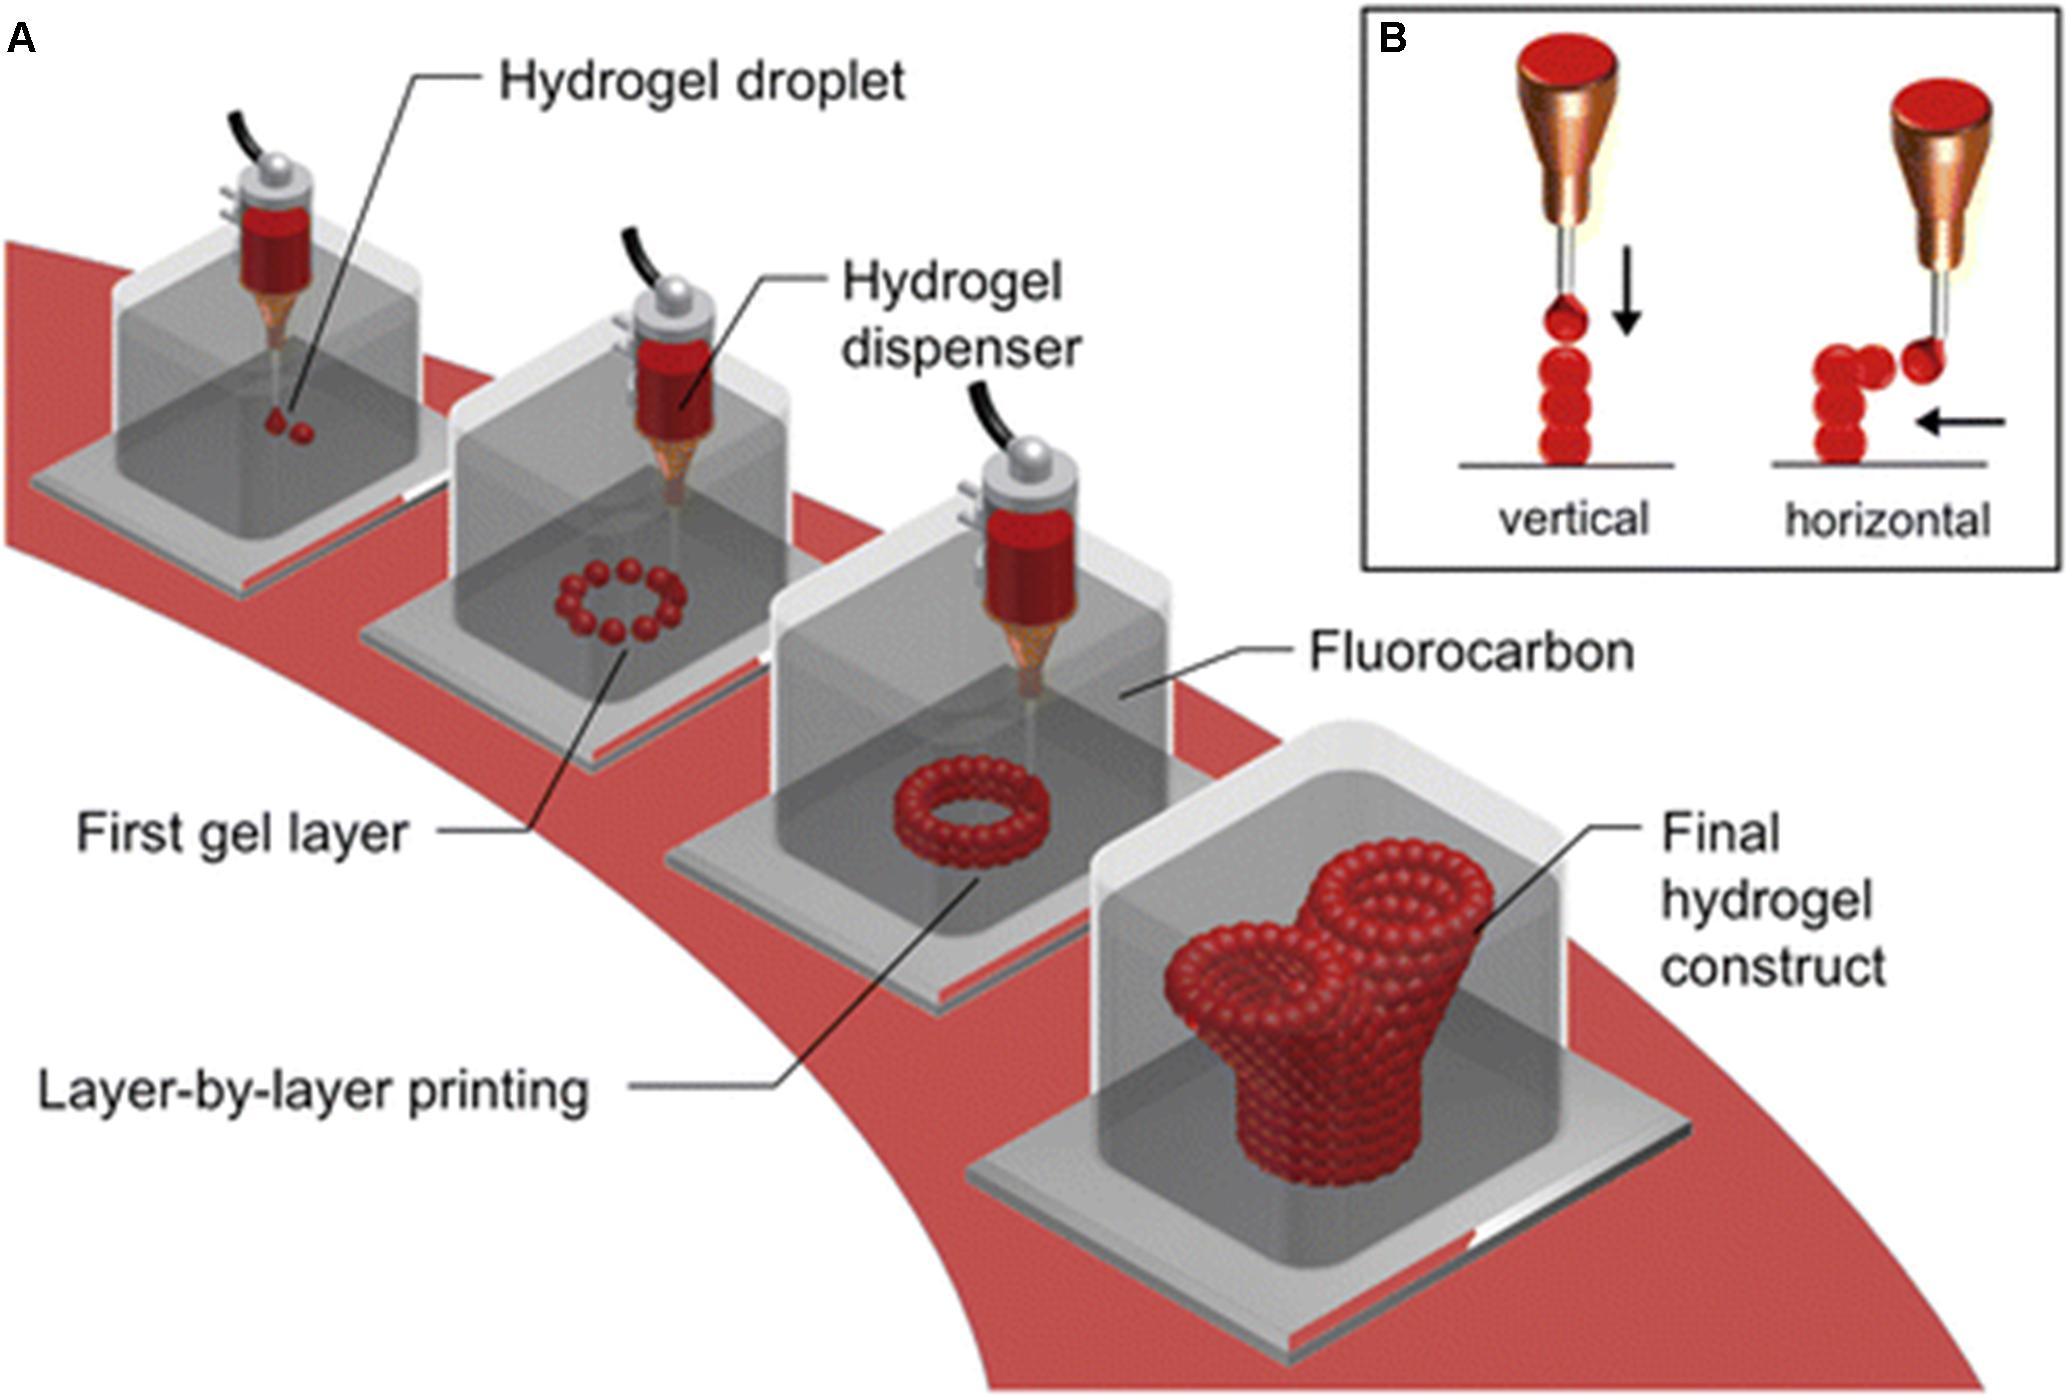 A
Hydrogel droplet
Hydrogel
dispenser
B
vertical
horizontal
Fluorocarbon
First gel layer
Final
hydrogel
construct
Layer-by-layer printing